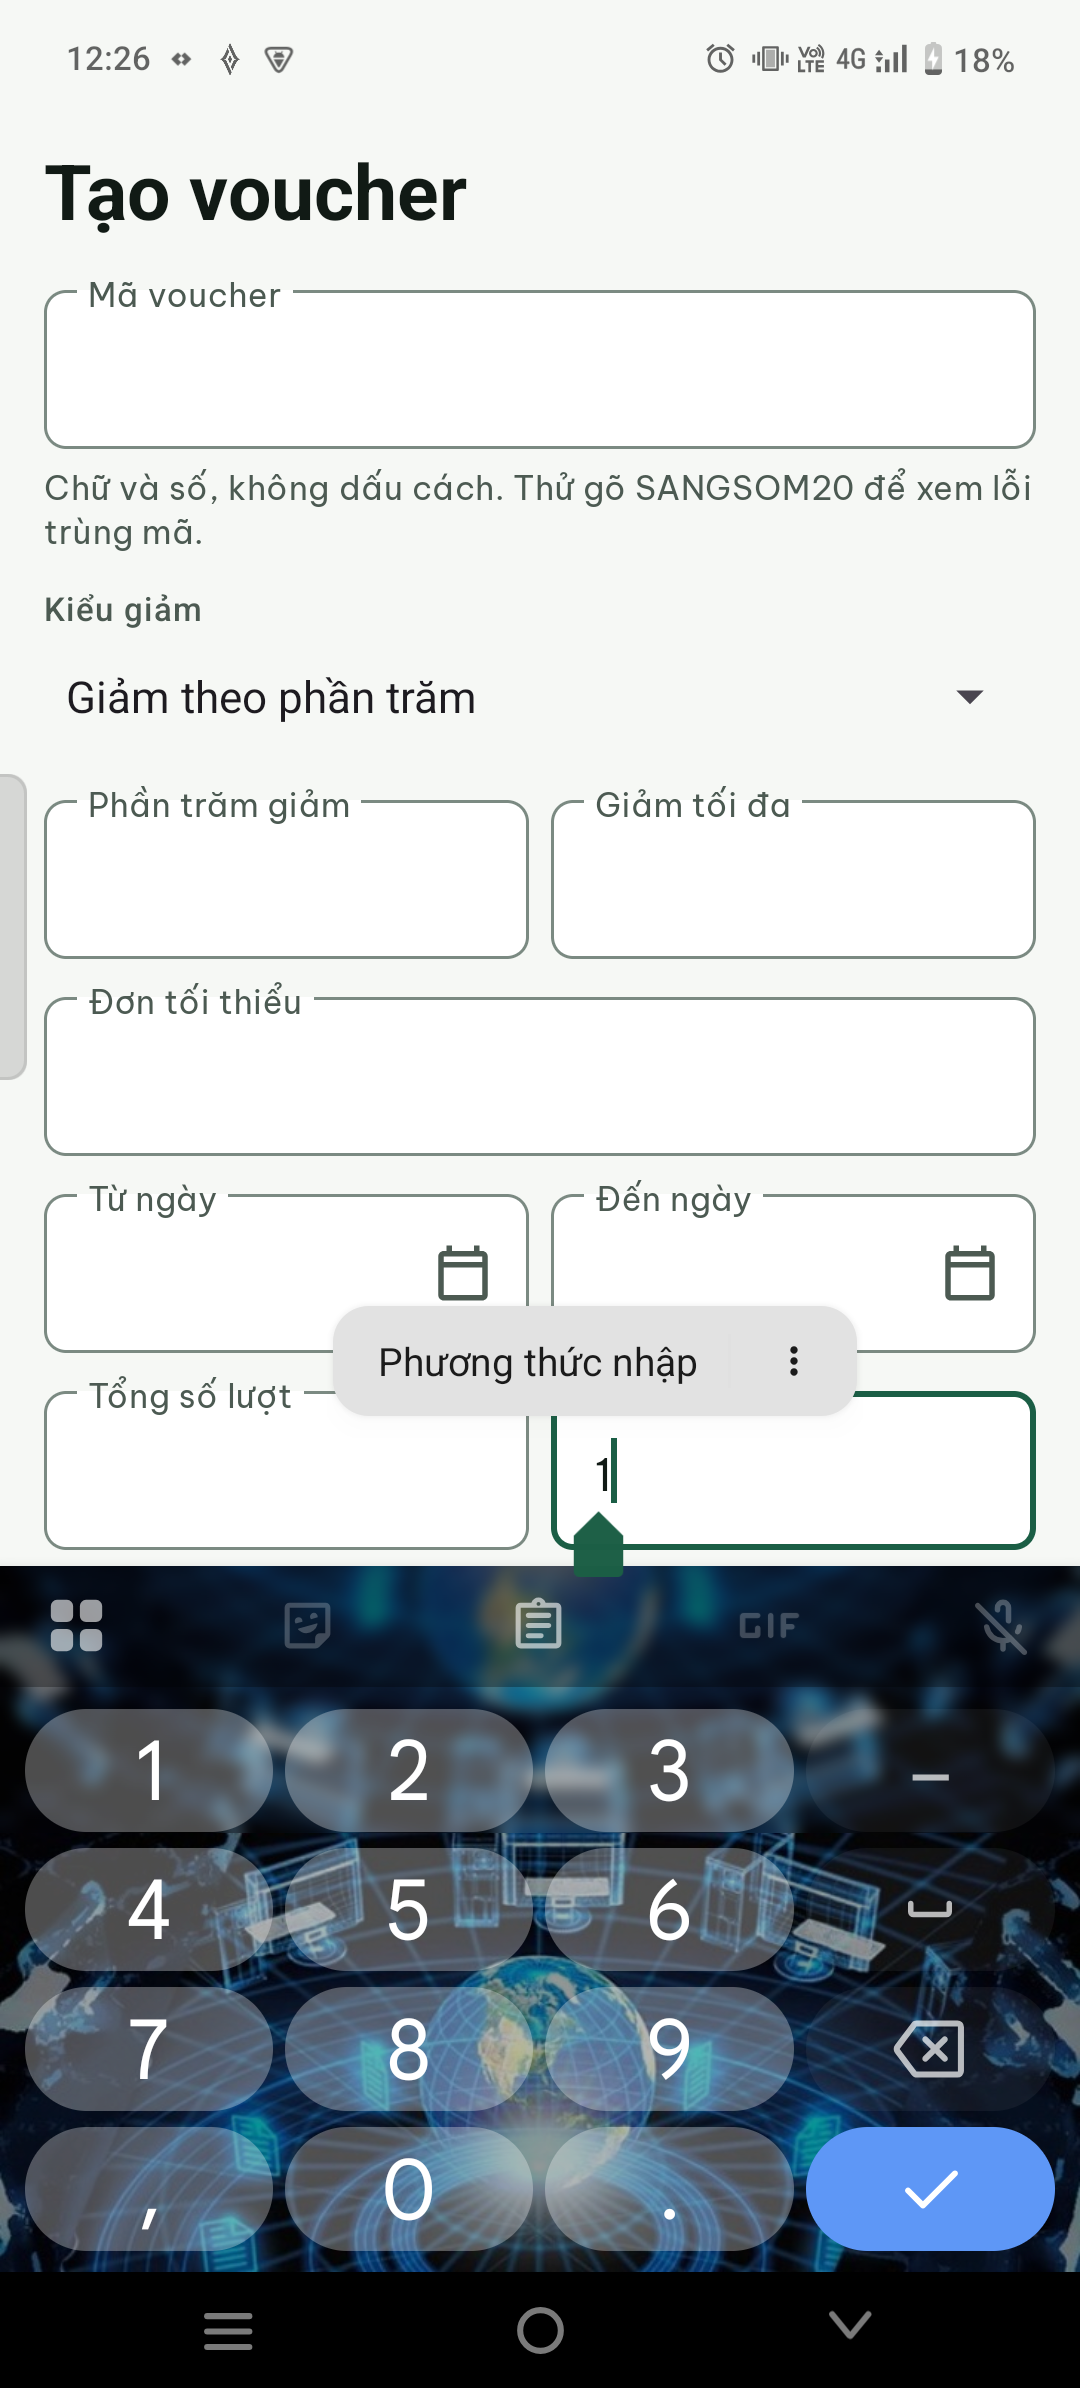 12:26
VoLTE 4G 18%
Tạo voucher
Mã voucher
Chữ và số, không dấu cách. Thử gõ SANGSOM20 để xem lỗi
trùng mã.
Kiểu giảm
Giảm theo phần trăm
Phần trăm giảm
Giảm tối đa
Đơn tối thiểu
Từ ngày
Đến ngày
Phương thức nhập
Tổng số lượt
1
GIF
1 2 3 –
4 5 6
7 8 9
, 0 .